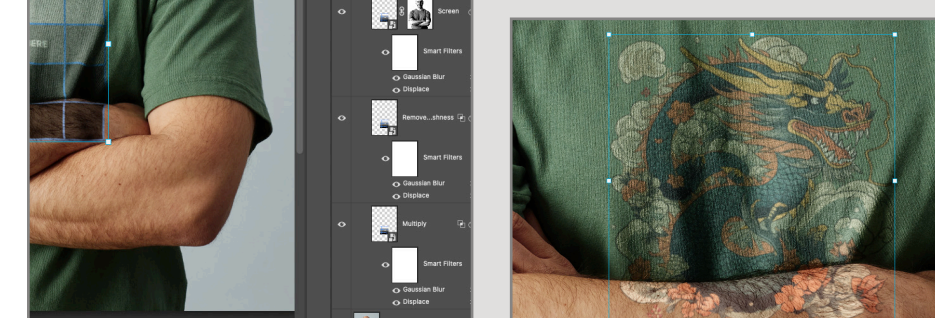 HERE
Screen
Smart Filters
Gaussian Blur
Displace
Remove...shness
Smart Filters
Gaussian Blur
Displace
Multiply
Smart Filters
Gaussian Blur
Displace